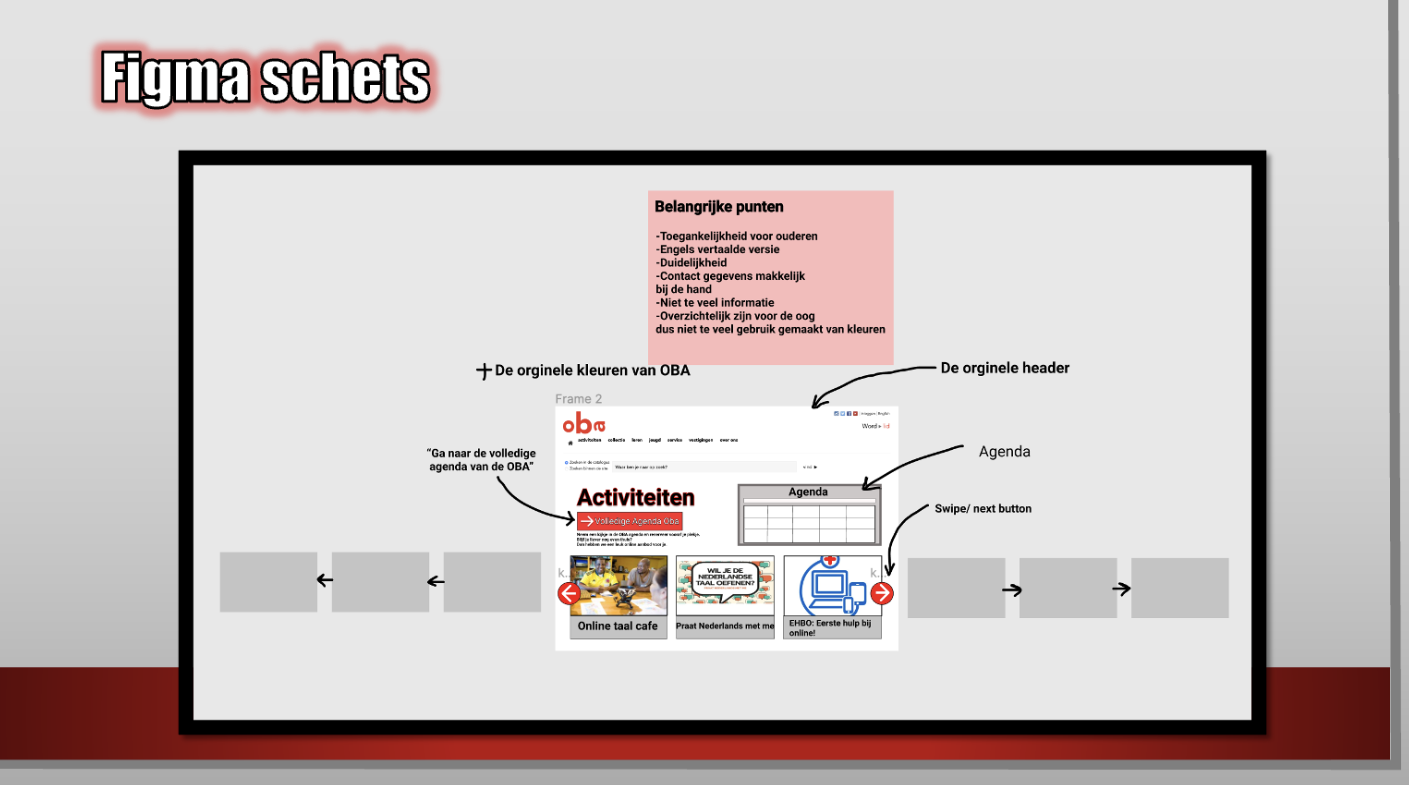 Figma schets
Belangrijke punten
-Toegankelijkheid voor ouderen
-Engels vertaalde versie
-Duidelijkheid
-Contact gegevens makkelijk
bij de hand
-Niet te veel informatie
-Overzichtelijk zijn voor de oog
dus niet te veel gebruik gemaakt van kleuren
+ De orginele kleuren van OBA
De orginele header
Frame 2
oba
English
Word lid
activiteiten collectie leren jeugd service vestigingen over ons
“Ga naar de volledige
agenda van de OBA”
Agenda
Waar ben je naar op zoek?
Activiteiten
Agenda
→Volledige Agenda Oba
Swipe/ next button
k...
k...
WIL JE DE
NEDERLANDSE
TAAL OEFENEN?
Online taal cafe
Praat Nederlands met me
EHBO: Eerste hulp bij
online!